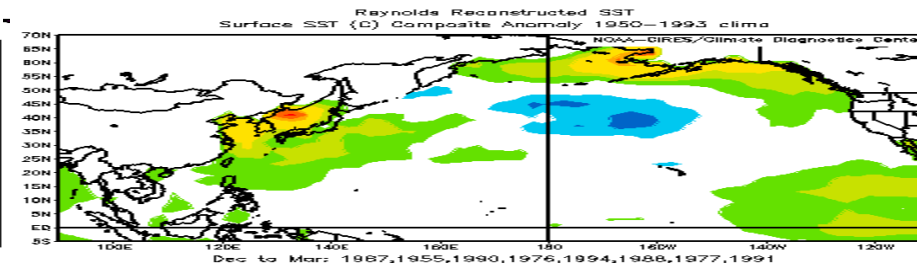 Reynolds Reconstructed SST
Surface SST (C) Composite Anomaly 1950-1993 clima
NOAA-CIRES/Climate Diagnostics Cente
70N
65N
60N
55N
50N
45N
40N
35N
30N
25N
20N
15N
10N
5N
EQ
5S
100E 120E 140E 160E 180 160W 140W 120W
Dec to Mar: 1967,1955,1990,1976,1994,1988,1977,1991